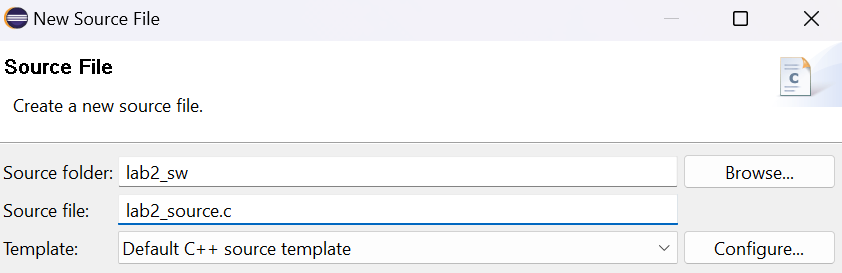 New Source File
Source File
Create a new source file.
C
Source folder: lab2_sw Browse...
Source file: lab2_source.c
Template: Default C++ source template Configure...